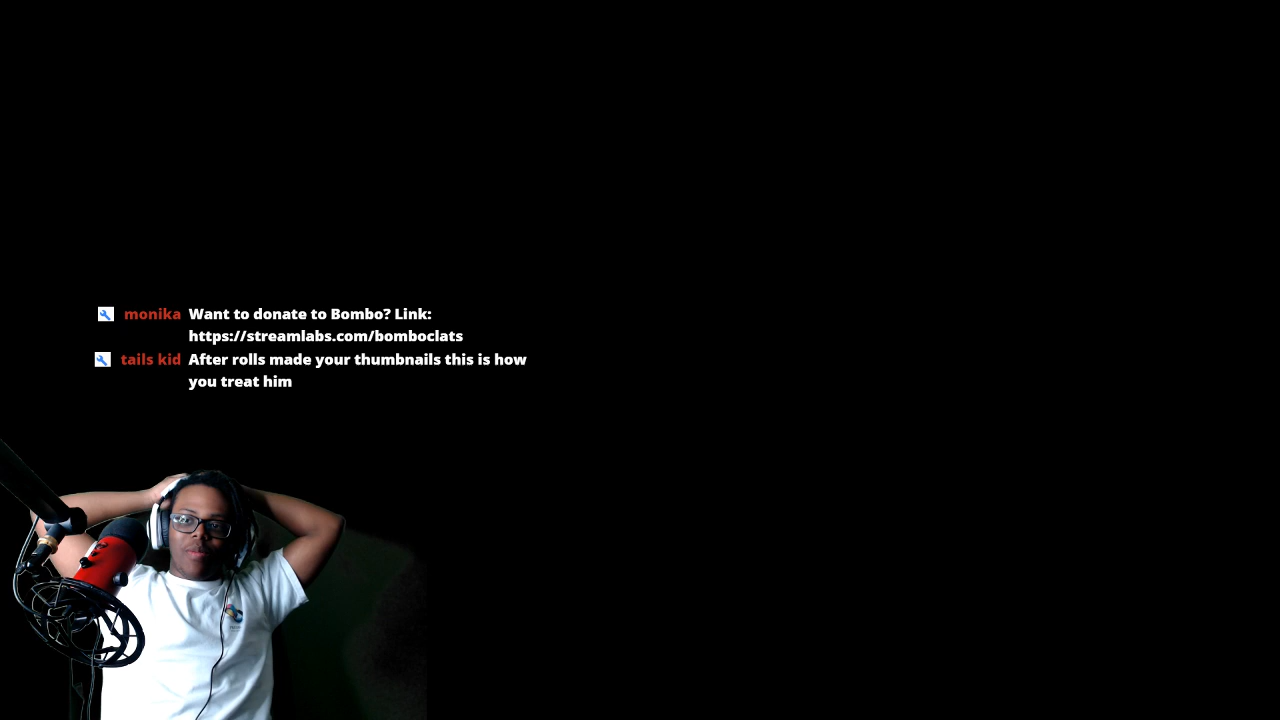 monika Want to donate to Bombo? Link:
https://streamlabs.com/bomboclats
tails kid After rolls made your thumbnails this is how
you treat him